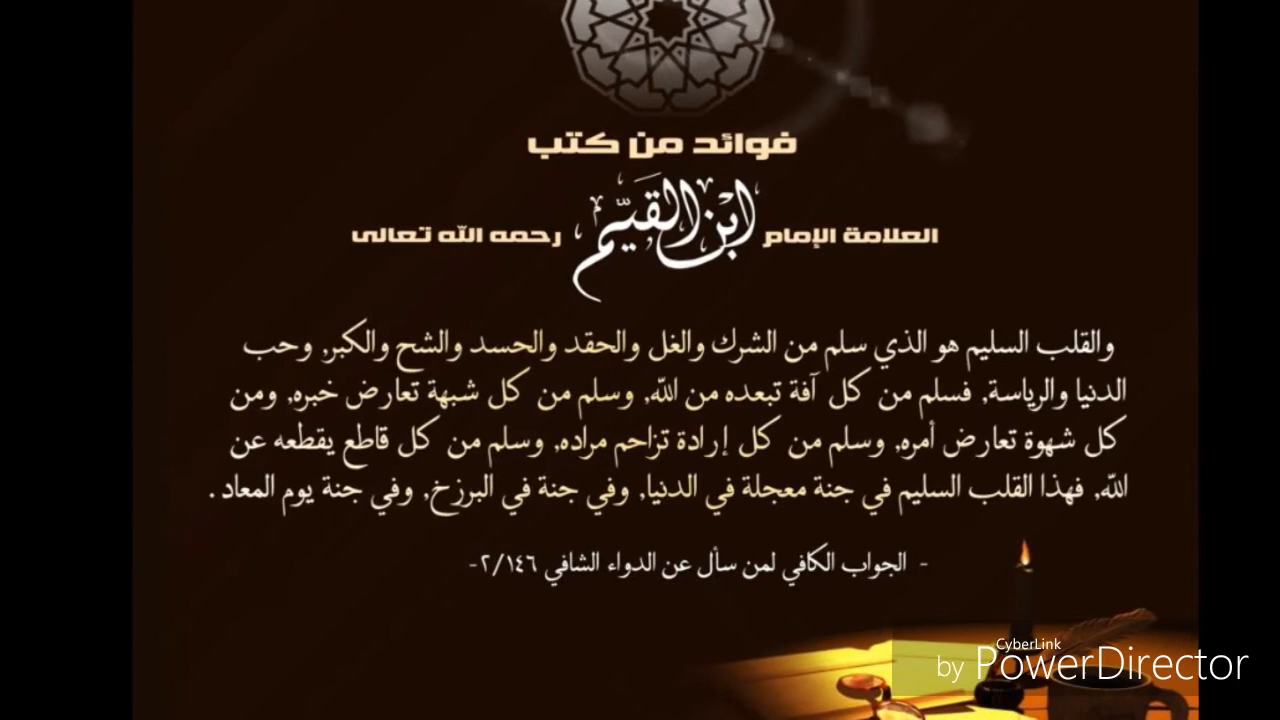 فوائد من كتب
العلامة الإمام ابْنُ القَيِّم رحمه الله تعالى
والقلب السليم هو الذي سلم من الشرك والغل والحقد والحسد والشح والكبر, وحب
الدنيا والرياسة, فسلم من كل آفة تبعده من الله, وسلم من كل شبهة تعارض خبره, ومن
كل شهوة تعارض أمره, وسلم من كل إرادة تزاحم مراده, وسلم من كل قاطع يقطعه عن
الله, فهذا القلب السليم في جنة معجلة في الدنيا, وفي جنة في البرزخ, وفي جنة يوم المعاد .
- الجواب الكافي لمن سأل عن الدواء الشافي ٢/١٤٦-
CyberLink
by PowerDirector